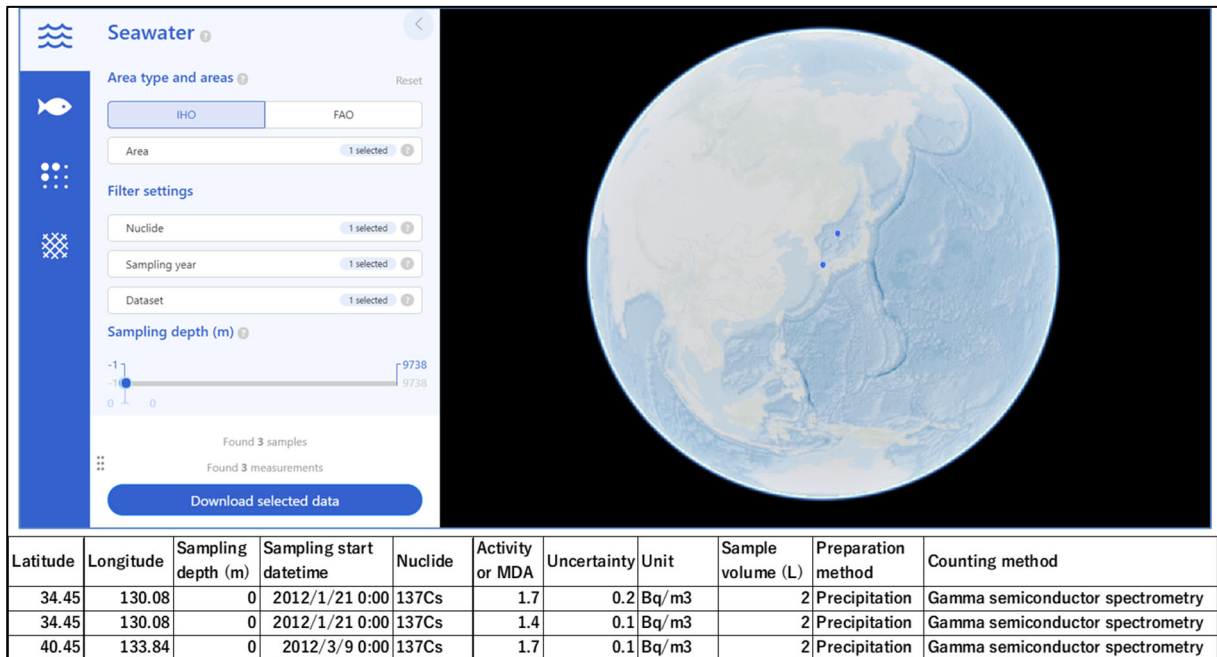 Seawater ?
Area type and areas ?
Reset
IHO FAO
Area 1 selected ?
Filter settings
Nuclide 1 selected ?
Sampling year 1 selected ?
Dataset 1 selected ?
Sampling depth (m) ?
-1 9738
-1 9738
0 0
Found 3 samples
Found 3 measurements
Download selected data
Latitude Longitude Sampling depth (m) Sampling start datetime Nuclide Activity or MDA Uncertainty Unit Sample volume (L) Preparation method Counting method
34.45 130.08 0 2012/1/21 0:00 137Cs 1.7 0.2 Bq/m3 2 Precipitation Gamma semiconductor spectrometry
34.45 130.08 0 2012/1/21 0:00 137Cs 1.4 0.1 Bq/m3 2 Precipitation Gamma semiconductor spectrometry
40.45 133.84 0 2012/3/9 0:00 137Cs 1.7 0.1 Bq/m3 2 Precipitation Gamma semiconductor spectrometry